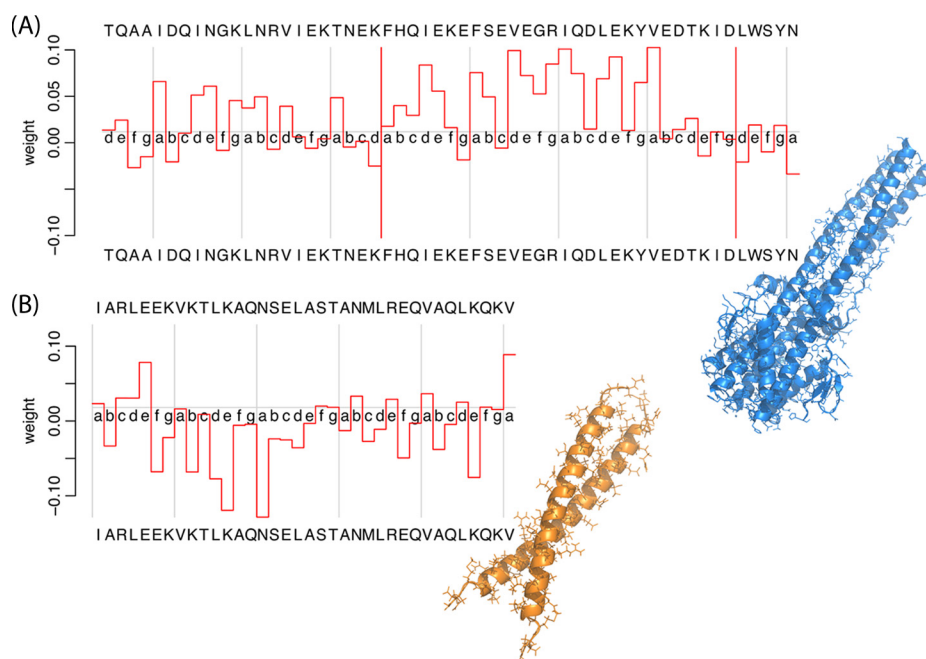 (A)
TQAAIDQINGKLNRVIEKTNEKFHQIEKEFSEVEGRIQDLEKYVEDTKIDLWSYN
weight
0.10
0.05
0.00
-0.10
defgabcdefgabcdefgabcdabcdefgabcdefgabcdefgabcdefgdefga
TQAAIDQINGKLNRVIEKTNEKFHQIEKEFSEVEGRIQDLEKYVEDTKIDLWSYN
(B)
IARLEEKVKTLKAQNSELASTANMLREQVAQLKQKV
weight
0.10
0.00
-0.10
abcdefgabcdefgabcdefgabcdefgabcdefga
IARLEEKVKTLKAQNSELASTANMLREQVAQLKQKV